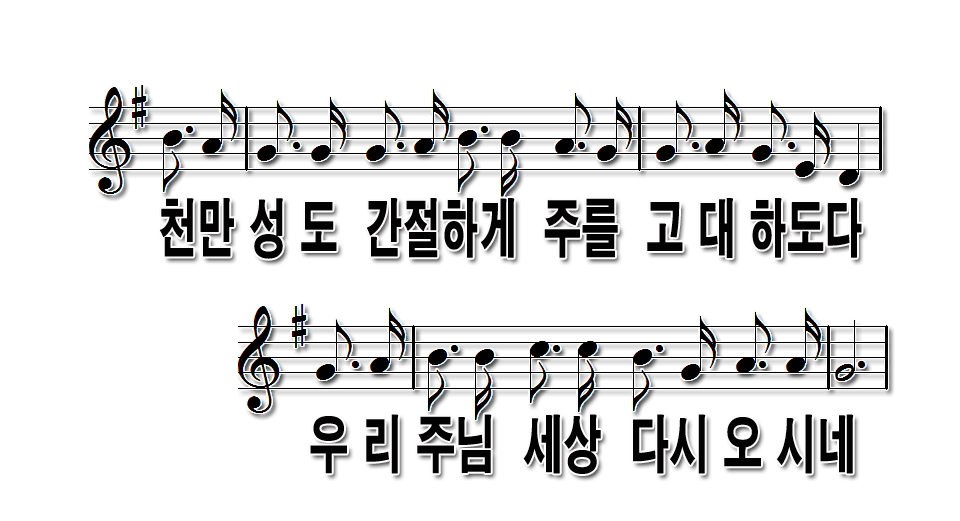 천만 성 도 간절하게 주를 고 대 하도다
우 리 주님 세상 다시 오 시네